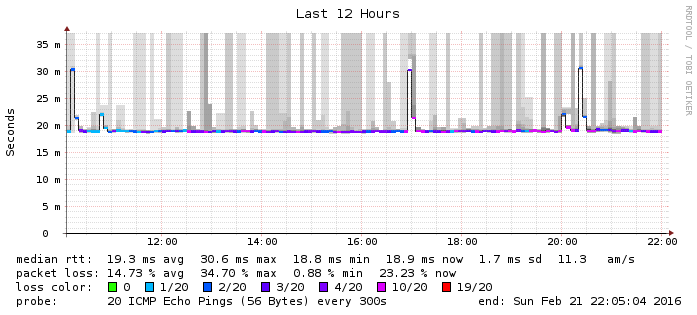 Last 12 Hours
RRDTOOL / TOBI OETIKER
Seconds
35 m
30 m
25 m
20 m
15 m
10 m
5 m
0
12:00 14:00 16:00 18:00 20:00 22:00
median rtt: 19.3 ms avg 30.6 ms max 18.8 ms min 18.9 ms now 1.7 ms sd 11.3 am/s
packet loss: 14.73 % avg 34.70 % max 0.88 % min 23.23 % now
loss color: 0 1/20 2/20 3/20 4/20 10/20 19/20
probe: 20 ICMP Echo Pings (56 Bytes) every 300s end: Sun Feb 21 22:05:04 2016